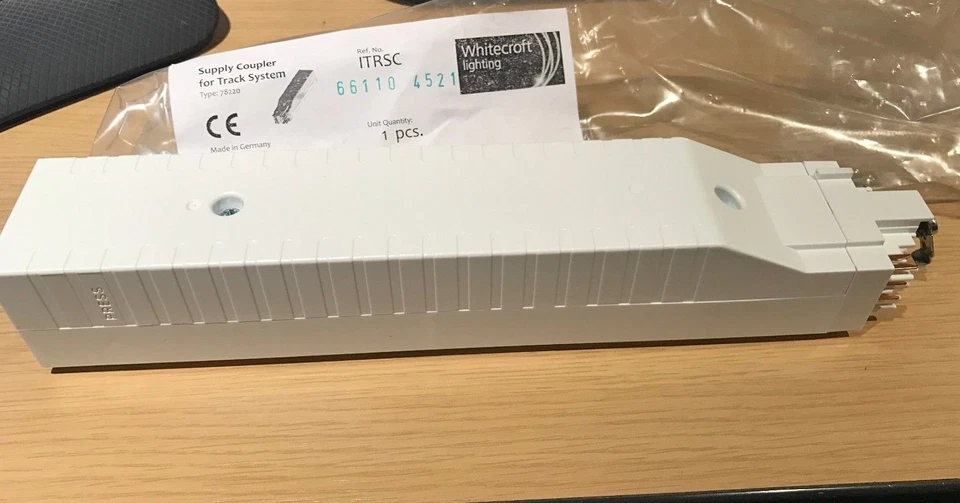 Supply Coupler
for Track System
Type: 78220
CE
Made in Germany
Ref. No.
ITRSC
66110 4521
Unit Quantity:
1 pcs.
Whitecroft
lighting
PRESS